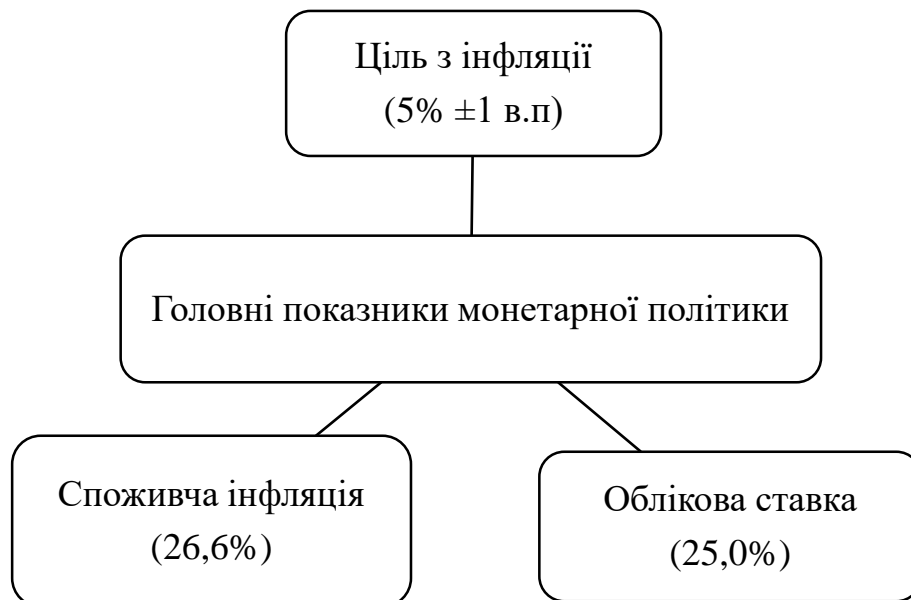 Ціль з інфляції
(5% ±1 в.п)
Головні показники монетарної політики
Споживча інфляція
(26,6%)
Облікова ставка
(25,0%)